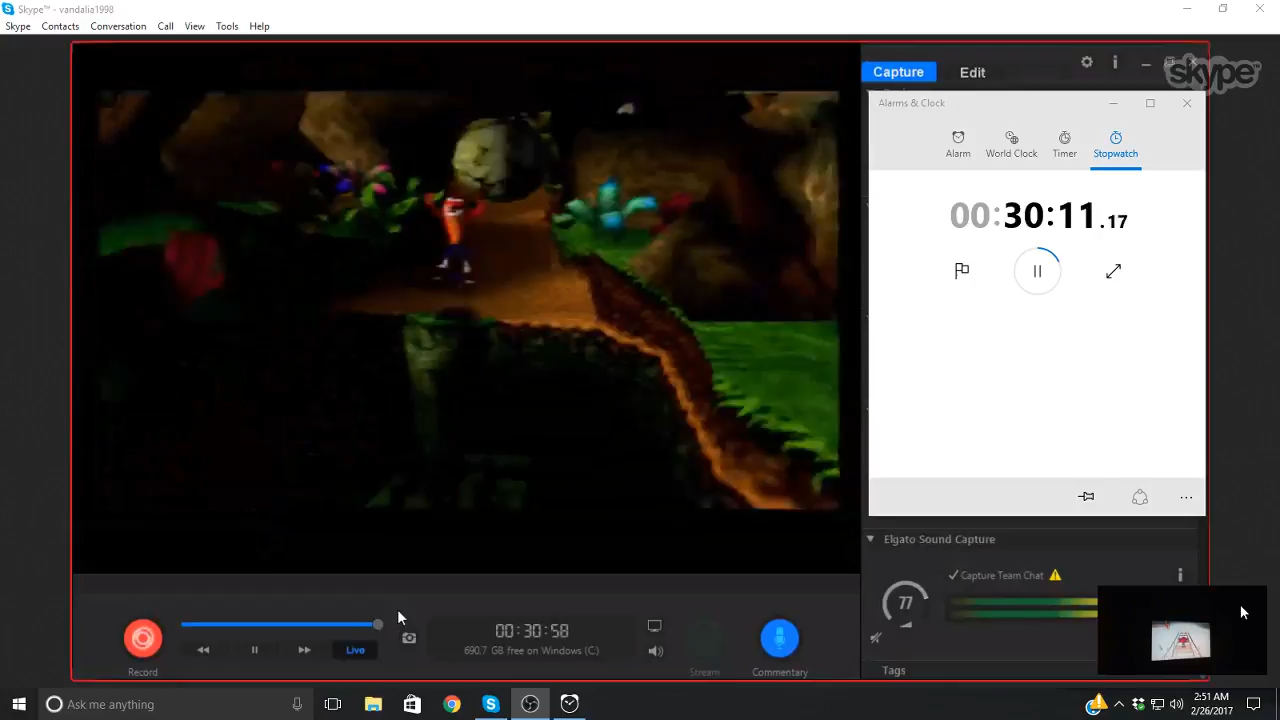 Skype™ - vandalia1998
Skype Contacts Conversation Call View Tools Help
Capture Edit
skype™
Alarms & Clock
Alarm World Clock Timer Stopwatch
00:30:11.17
Elgato Sound Capture
Capture Team Chat
77
00:30:58
690.7 GB free on Windows (C:)
Live
Record Stream Commentary
Tags
Ask me anything
2:51 AM
2/26/2017